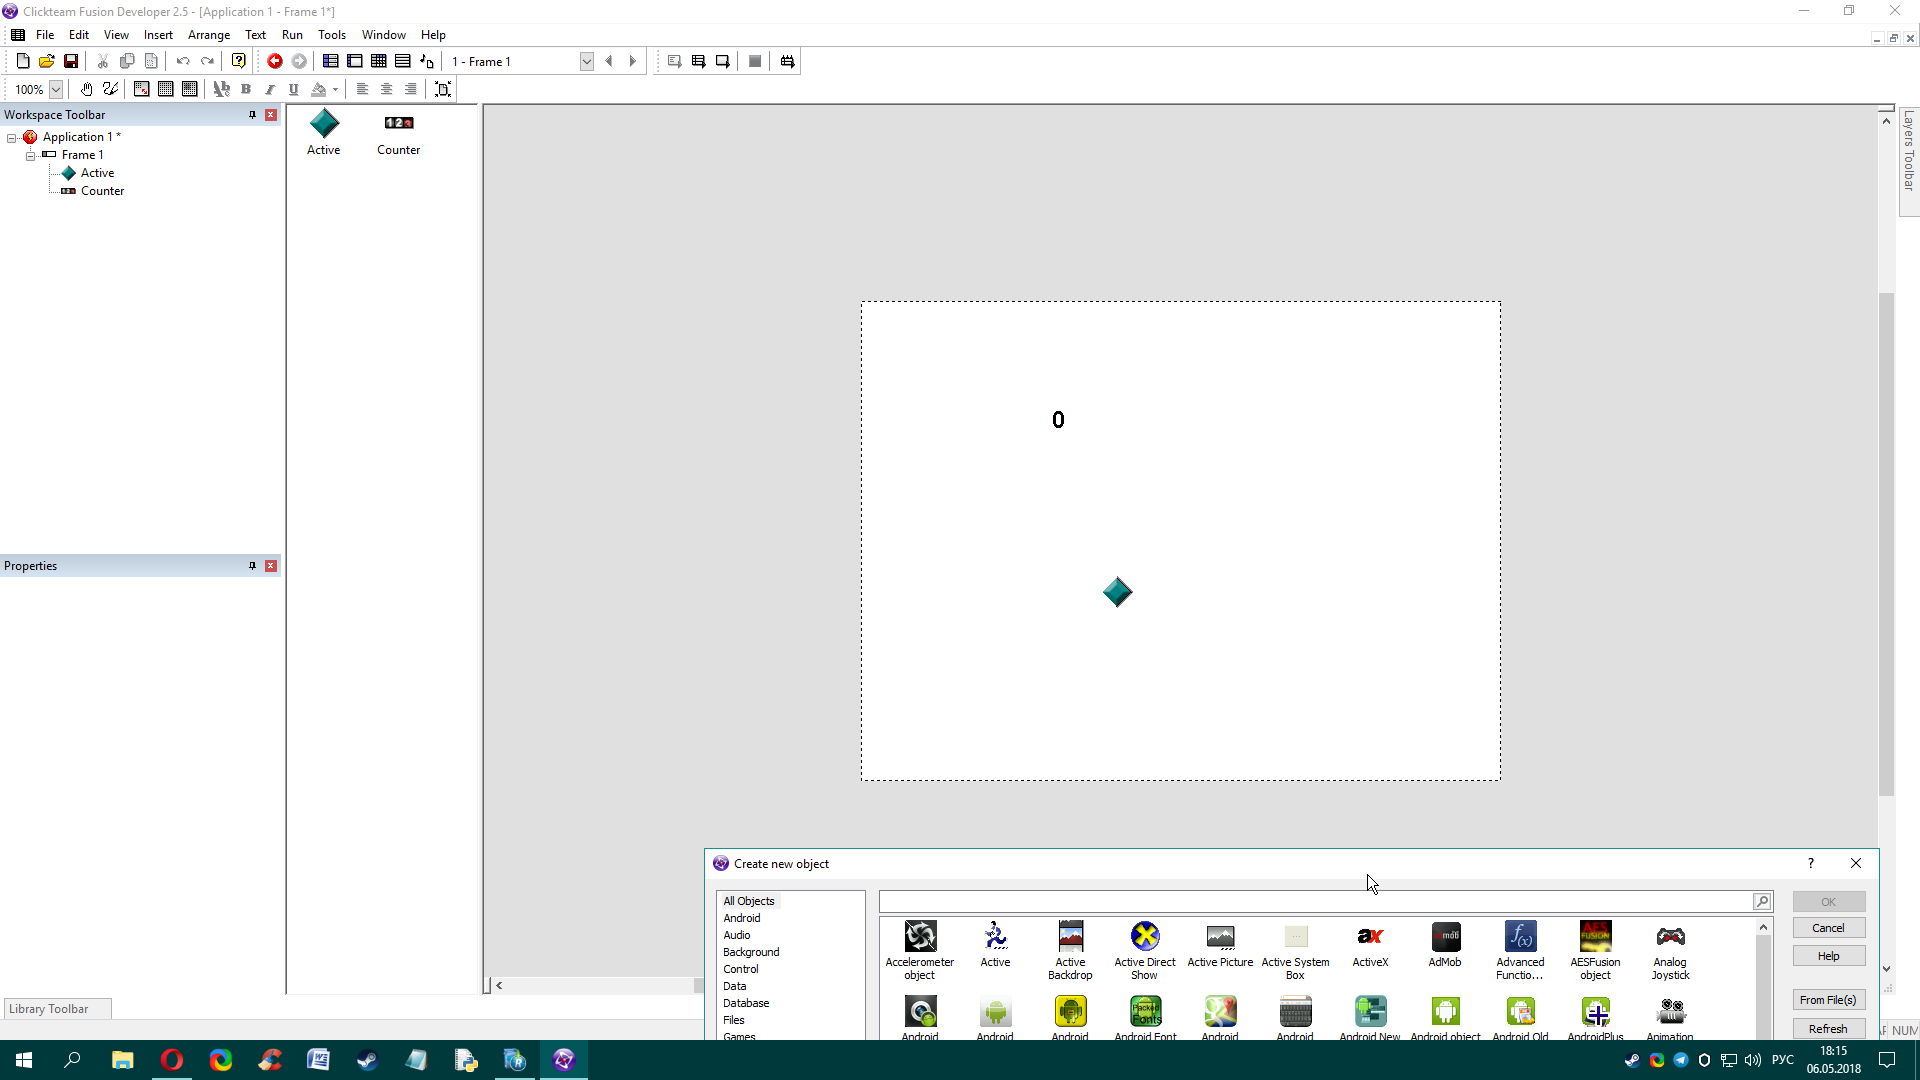 Clickteam Fusion Developer 2.5 - [Application 1 - Frame 1*]
File Edit View Insert Arrange Text Run Tools Window Help
1 - Frame 1
100%
Workspace Toolbar
Application 1 *
Frame 1
Active
Counter
Properties
Library Toolbar
Active
Counter
0
Layers Toolbar
Create new object
All Objects
Android
Audio
Background
Control
Data
Database
Files
Games
Accelerometer object
Active
Active Backdrop
Active Direct Show
Active Picture
Active System Box
ActiveX
AdMob
Advanced Functio...
AESFusion object
Analog Joystick
Android
Android
Android
Android Font
Android
Android
Android New
Android object
Android Old
AndroidPlus
Animation
OK
Cancel
Help
From File(s)
Refresh
NUM
РУС
18:15
06.05.2018